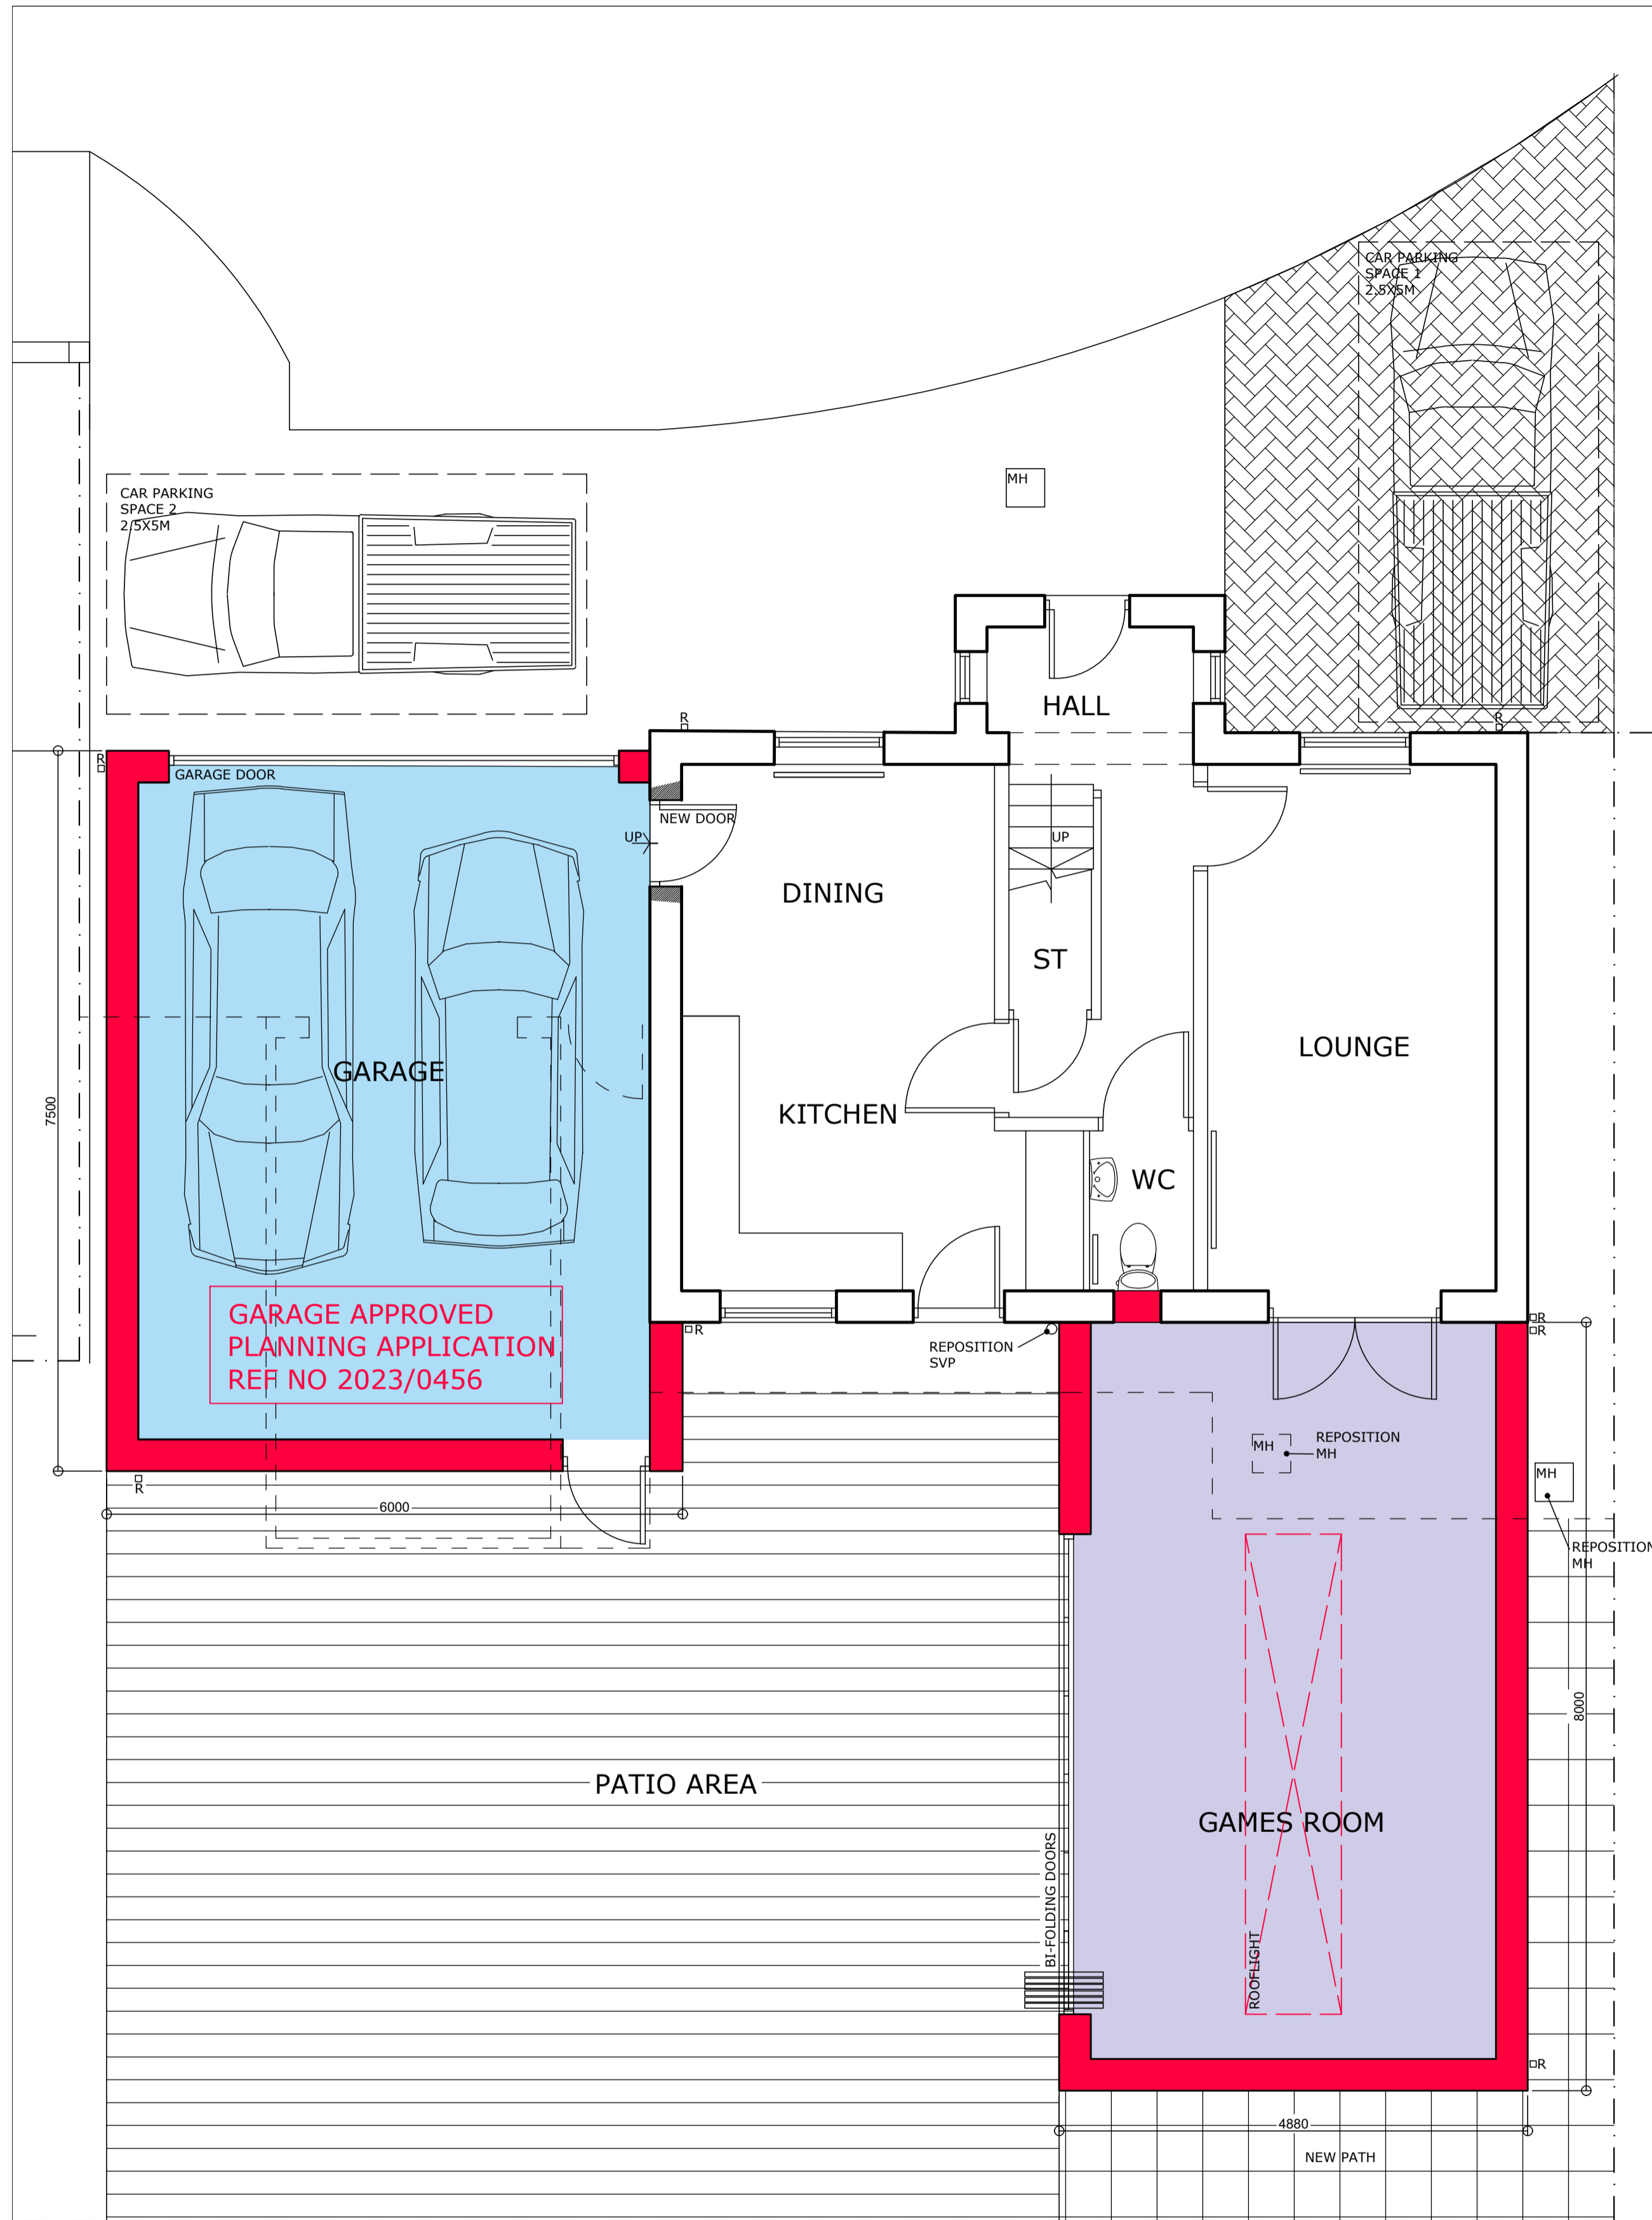 CAR PARKING
SPACE 1
2.5X5M
CAR PARKING
SPACE 2
2.5X5M
MH
HALL
R
R
R
GARAGE DOOR
NEW DOOR
UP
UP
DINING
ST
LOUNGE
GARAGE
7500
KITCHEN
WC
GARAGE APPROVED
PLANNING APPLICATION
REF NO 2023/0456
R
REPOSITION
SVP
R
R
MH
REPOSITION
MH
MH
REPOSITION
MH
R
6000
8000
PATIO AREA
GAMES ROOM
BI-FOLDING DOORS
ROOFLIGHT
R
4880
NEW PATH